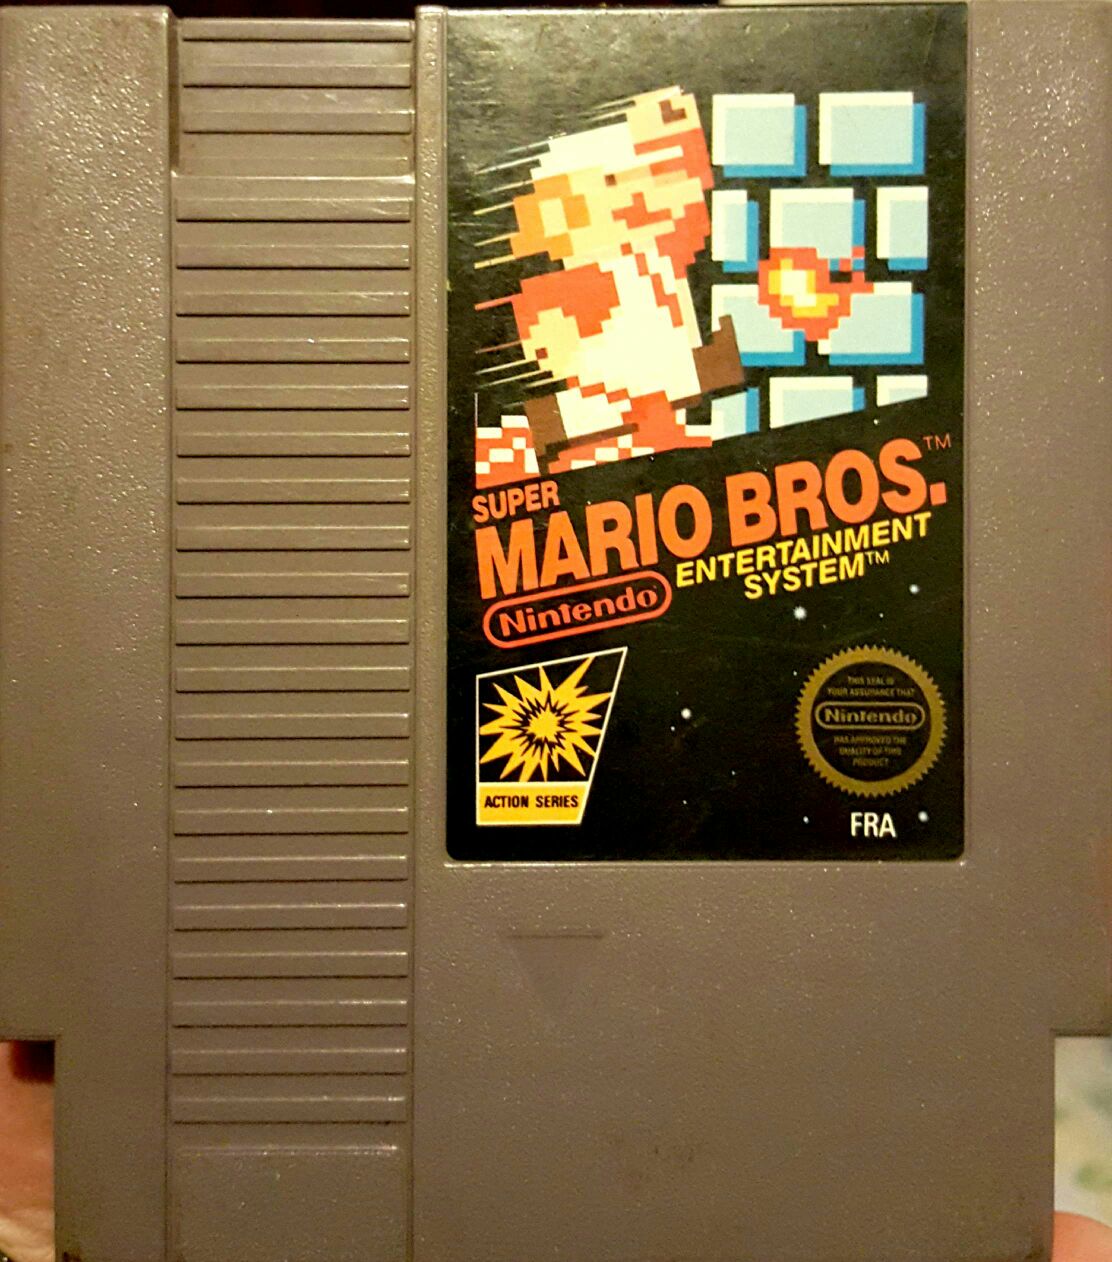 SUPER
MARIO BROS.™
ENTERTAINMENT
SYSTEM™
Nintendo®
ACTION SERIES
THIS SEAL IS
YOUR ASSURANCE THAT
Nintendo
HAS APPROVED THE
QUALITY OF THIS
PRODUCT
FRA